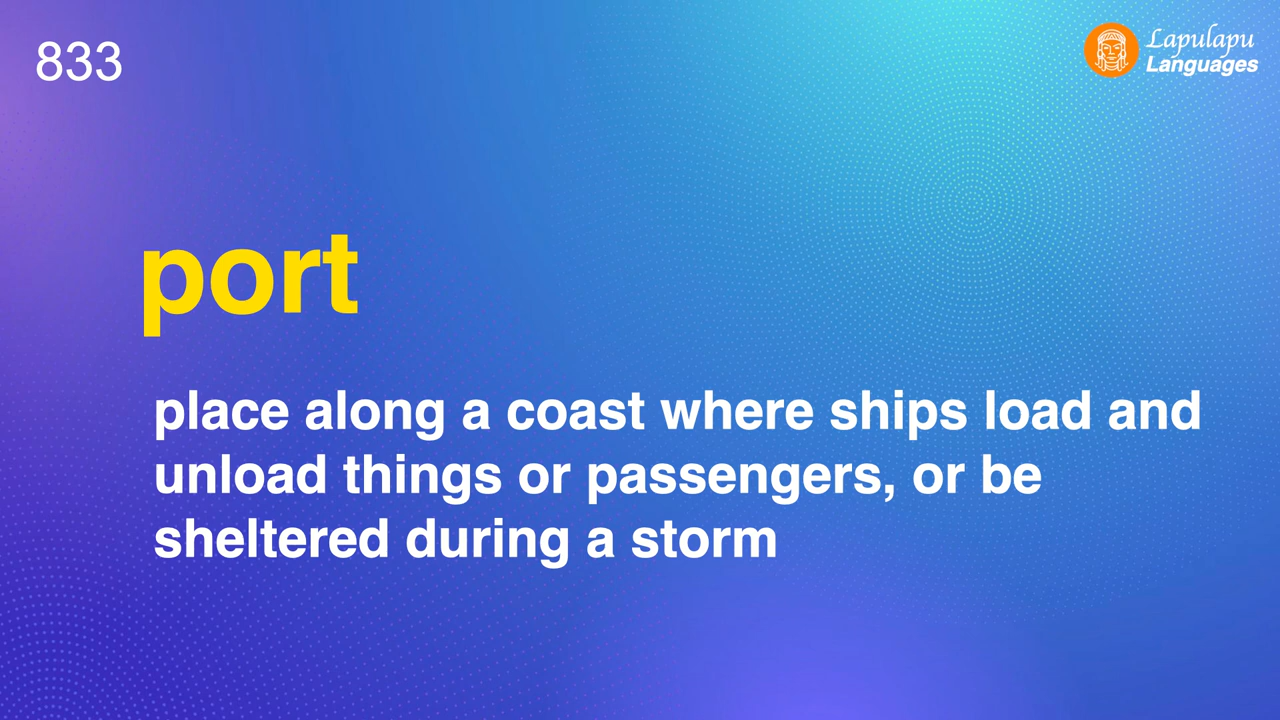 833
Lapulapu
Languages
port
place along a coast where ships load and
unload things or passengers, or be
sheltered during a storm